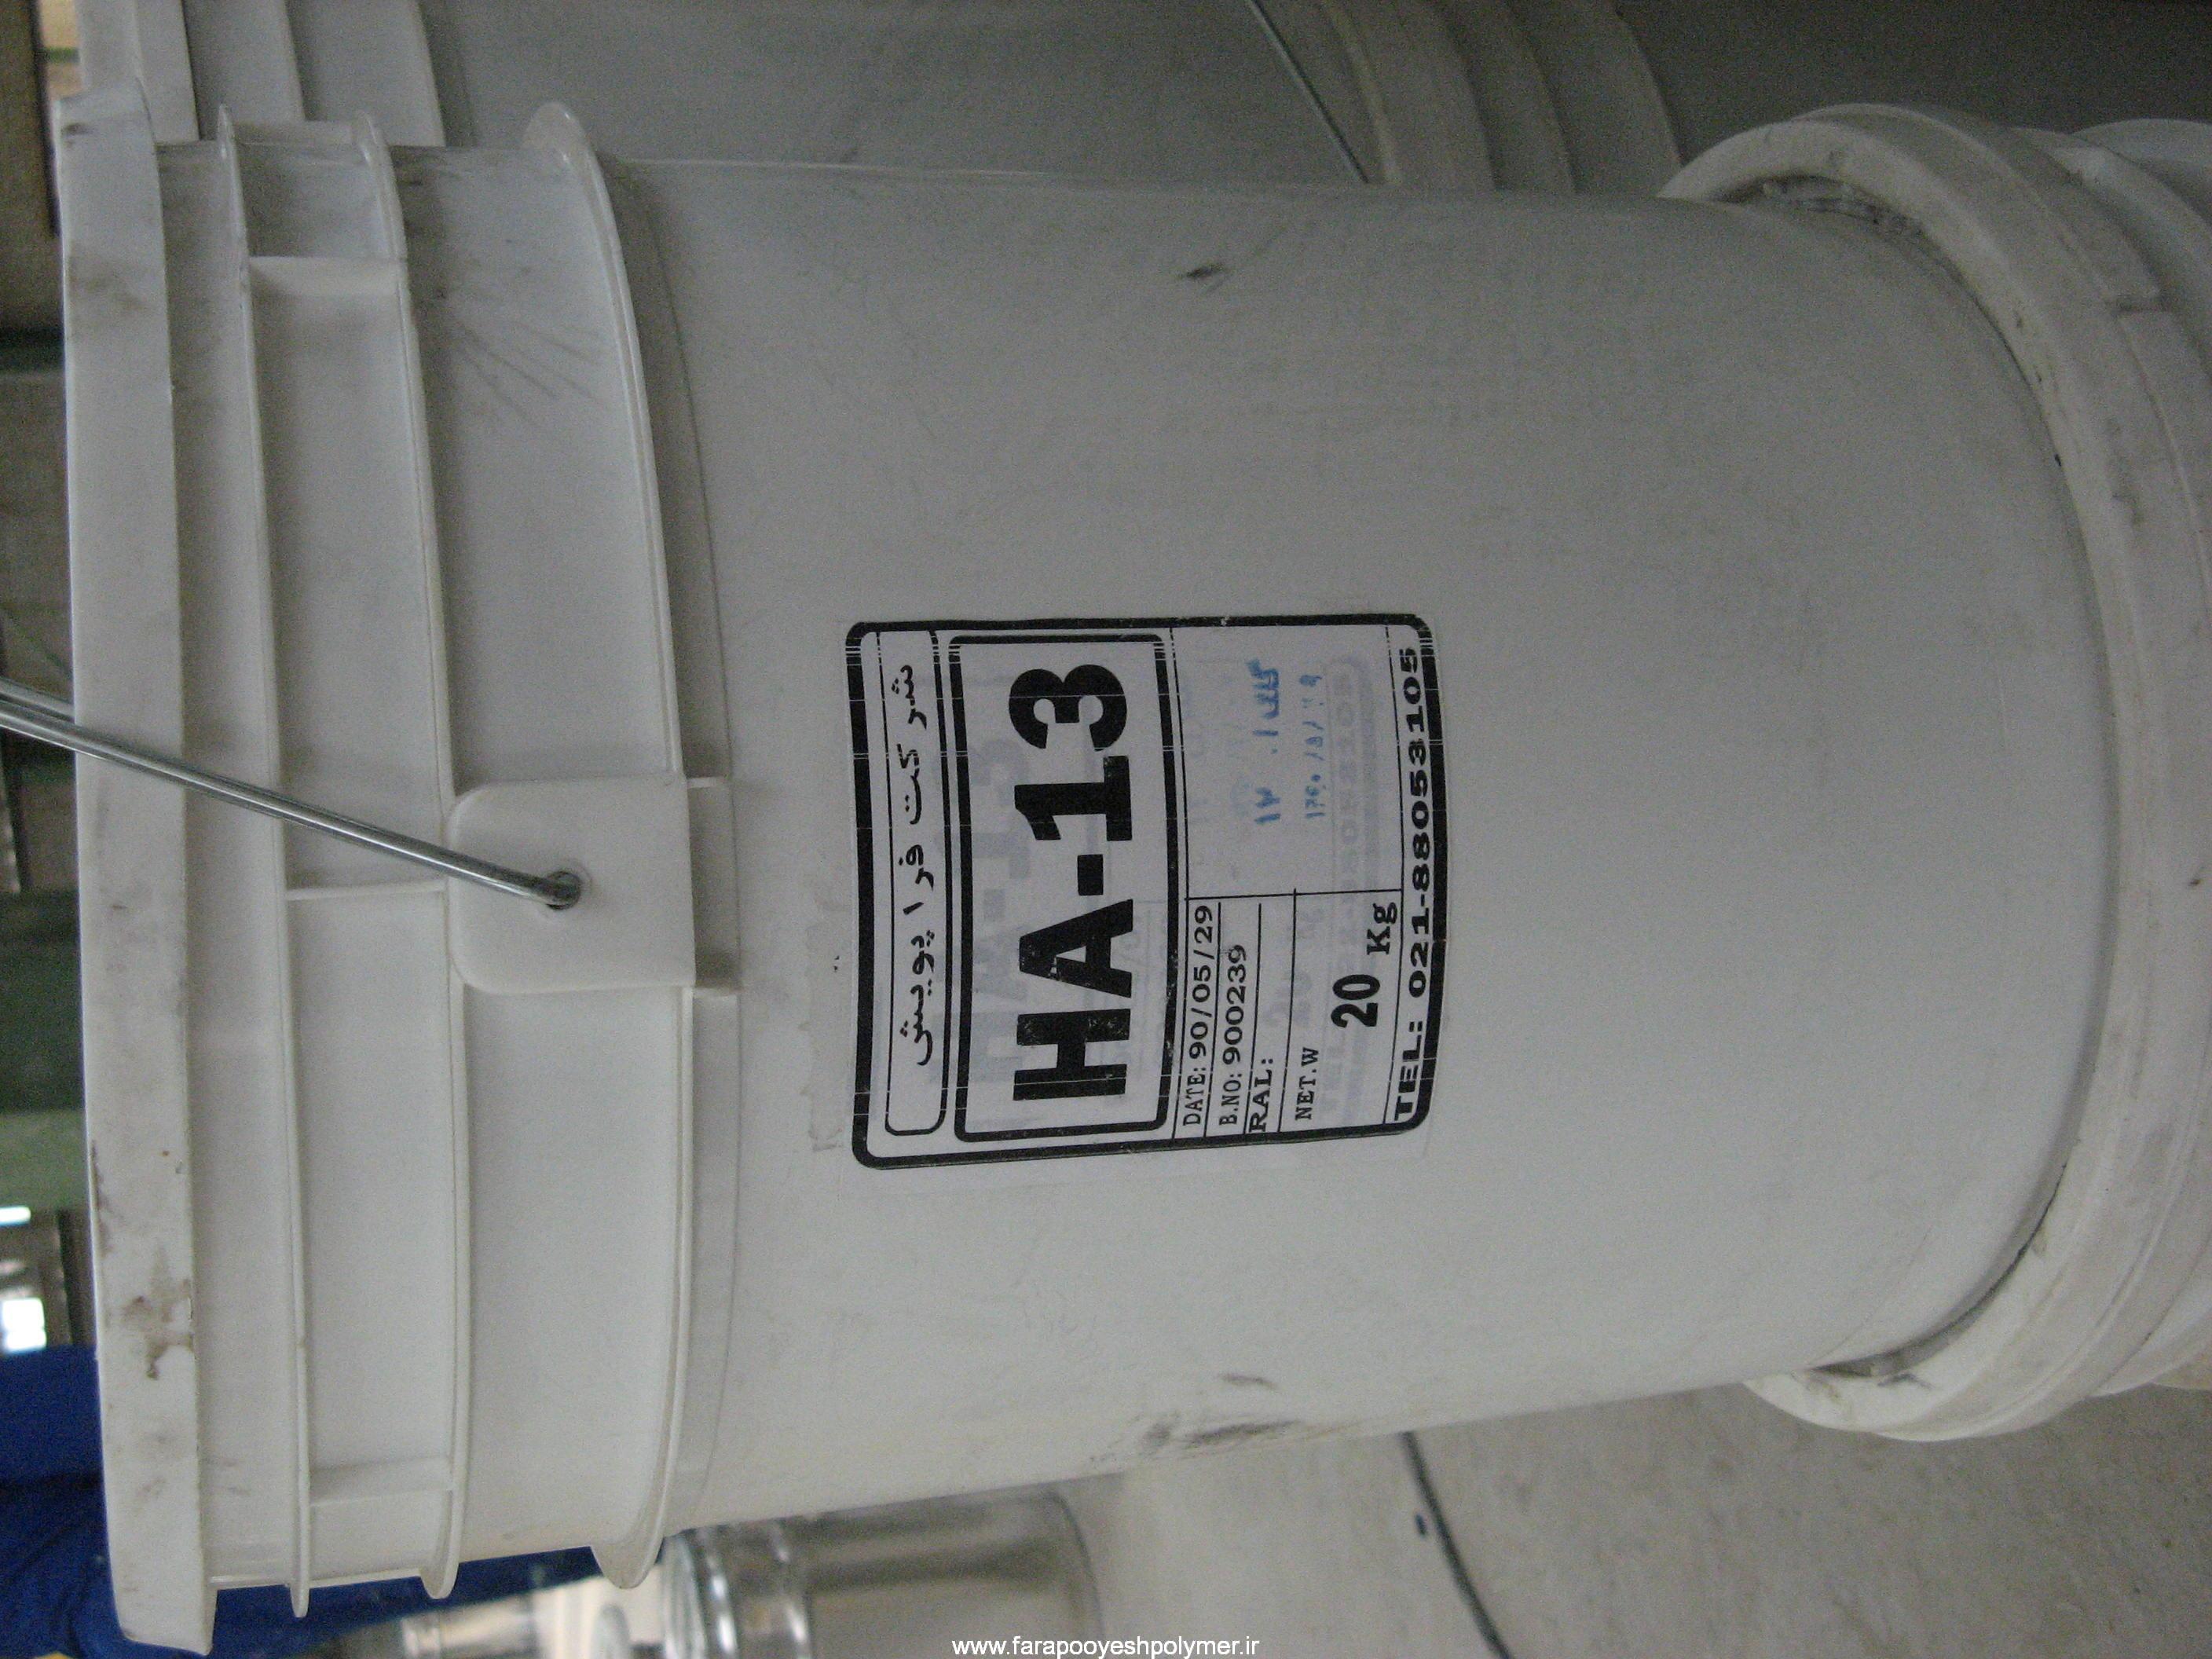 شرکت فرا پویش
HA-13
DATE: 90/05/29
B.NO: 900239
RAL:
NET.W
20 Kg
TEL: 021-88053105
www.farapooyeshpolymer.ir